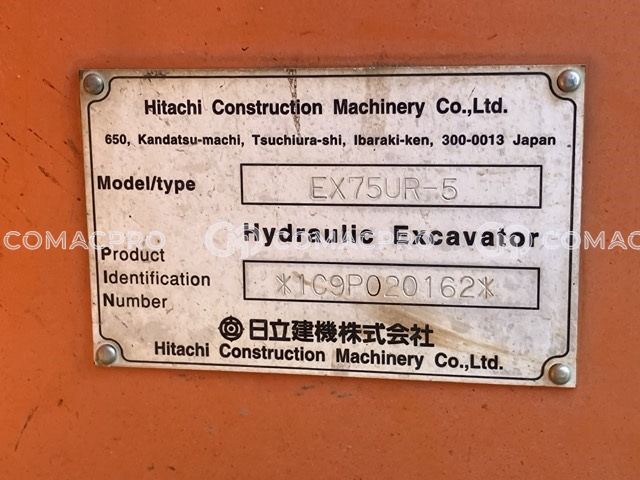 Hitachi Construction Machinery Co.,Ltd.
650, Kandatsu-machi, Tsuchiura-shi, Ibaraki-ken, 300-0013 Japan
Model/type EX75UR-5
Hydraulic Excavator
COMACPRO COMACPRO COMACPRO
Product
Identification
Number
*1C9P020162*
日立建機株式会社
Hitachi Construction Machinery Co.,Ltd.